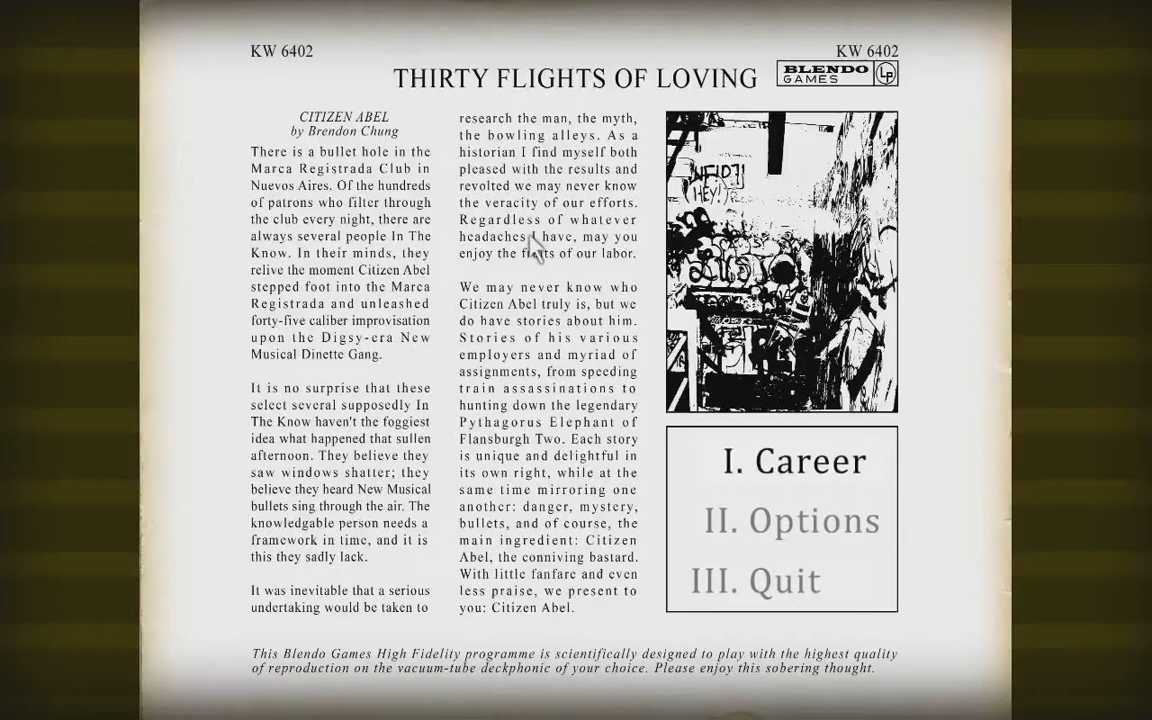 KW 6402
KW 6402
THIRTY FLIGHTS OF LOVING
BLENDO
GAMES
LP
CITIZEN ABEL
by Brendon Chung
There is a bullet hole in the
Marca Registrada Club in
Nuevos Aires. Of the hundreds
of patrons who filter through
the club every night, there are
always several people In The
Know. In their minds, they
relive the moment Citizen Abel
stepped foot into the Marca
Registrada and unleashed
forty-five caliber improvisation
upon the Digsy-era New
Musical Dinette Gang.
It is no surprise that these
select several supposedly In
The Know haven't the foggiest
idea what happened that sullen
afternoon. They believe they
saw windows shatter; they
believe they heard New Musical
bullets sing through the air. The
knowledgable person needs a
framework in time, and it is
this they sadly lack.
It was inevitable that a serious
undertaking would be taken to
research the man, the myth,
the bowling alleys. As a
historian I find myself both
pleased with the results and
revolted we may never know
the veracity of our efforts.
Regardless of whatever
headaches I have, may you
enjoy the fruits of our labor.
We may never know who
Citizen Abel truly is, but we
do have stories about him.
Stories of his various
employers and myriad of
assignments, from speeding
train assassinations to
hunting down the legendary
Pythagorus Elephant of
Flansburgh Two. Each story
is unique and delightful in
its own right, while at the
same time mirroring one
another: danger, mystery,
bullets, and of course, the
main ingredient: Citizen
Abel, the conniving bastard.
With little fanfare and even
less praise, we present to
you: Citizen Abel.
(HEY!)
I. Career
II. Options
III. Quit
This Blendo Games High Fidelity programme is scientifically designed to play with the highest quality
of reproduction on the vacuum-tube deckphonic of your choice. Please enjoy this sobering thought.